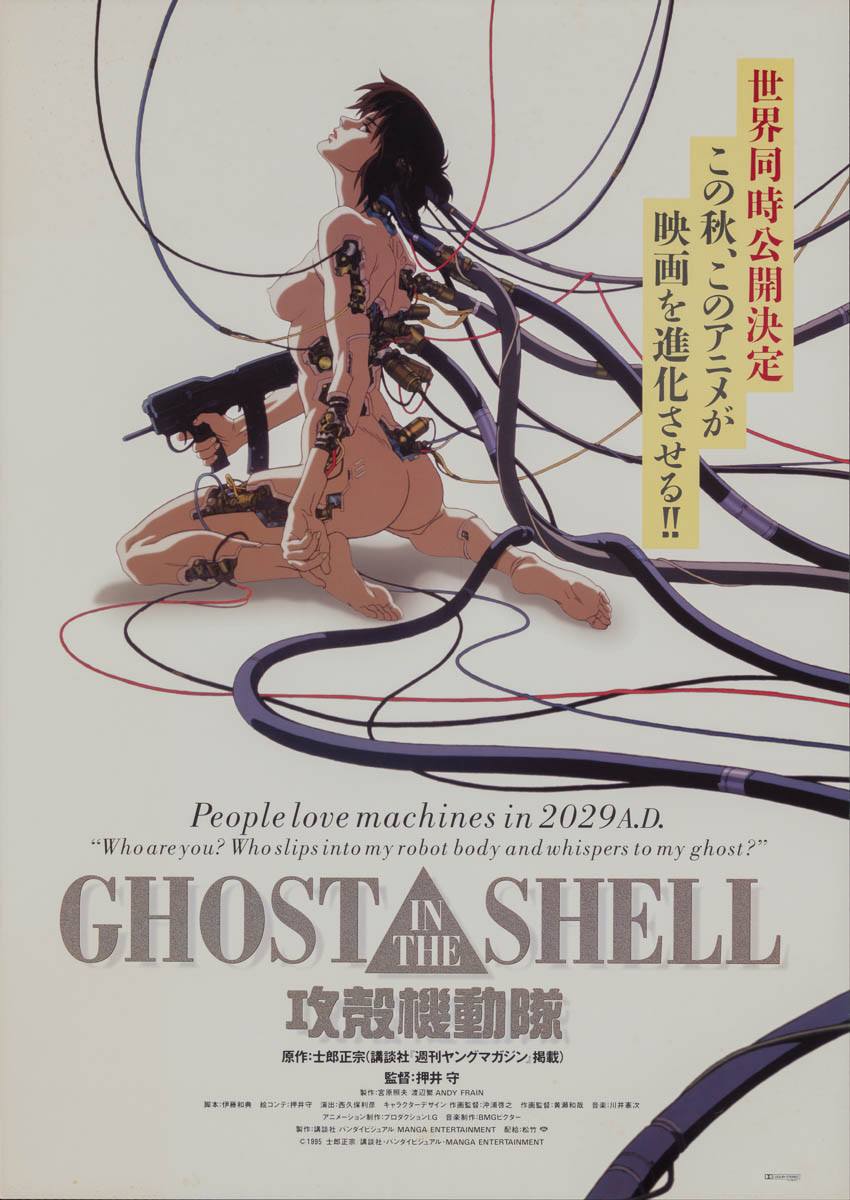 世界同時公開決定
この秋、このアニメが
映画を進化させる!!
People love machines in 2029 A.D.
“Who are you? Who slips into my robot body and whispers to my ghost?”
GHOST IN THE SHELL
攻殻機動隊
原作:士郎正宗(講談社『週刊ヤングマガジン』掲載)
監督:押井 守
製作:宮原照夫 渡辺繁 ANDY FRAIN
脚本:伊藤和典 絵コンテ:押井守 演出:西久保利彦 キャラクターデザイン 作画監督:沖浦啓之 作画監督:黄瀬和哉 音楽:川井憲次
アニメーション制作:プロダクションI.G 音楽制作:BMGビクター
製作:講談社 バンダイビジュアル MANGA ENTERTAINMENT 配給:松竹
©1995 士郎正宗 講談社・バンダイビジュアル・MANGA ENTERTAINMENT